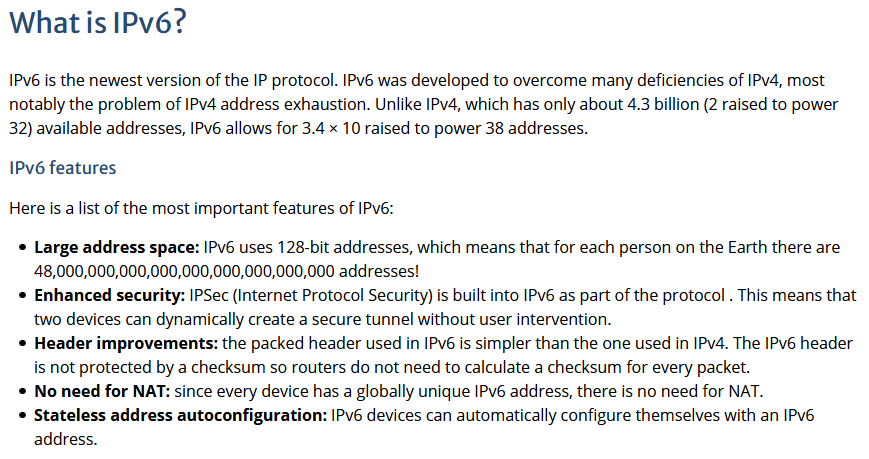 What is IPv6?
IPv6 is the newest version of the IP protocol. IPv6 was developed to overcome many deficiencies of IPv4, most
notably the problem of IPv4 address exhaustion. Unlike IPv4, which has only about 4.3 billion (2 raised to power
32) available addresses, IPv6 allows for 3.4 × 10 raised to power 38 addresses.
IPv6 features
Here is a list of the most important features of IPv6:
• Large address space: IPv6 uses 128-bit addresses, which means that for each person on the Earth there are
48,000,000,000,000,000,000,000,000,000 addresses!
• Enhanced security: IPSec (Internet Protocol Security) is built into IPv6 as part of the protocol . This means that
two devices can dynamically create a secure tunnel without user intervention.
• Header improvements: the packed header used in IPv6 is simpler than the one used in IPv4. The IPv6 header
is not protected by a checksum so routers do not need to calculate a checksum for every packet.
• No need for NAT: since every device has a globally unique IPv6 address, there is no need for NAT.
• Stateless address autoconfiguration: IPv6 devices can automatically configure themselves with an IPv6
address.